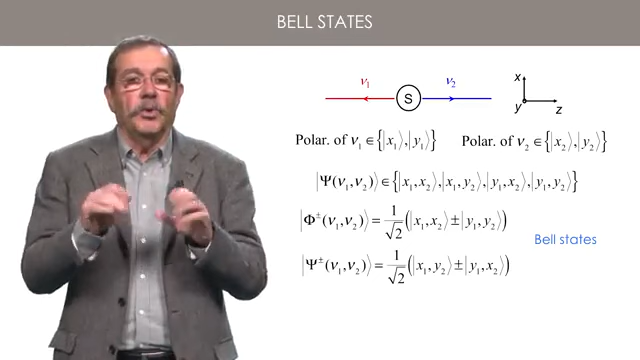 BELL STATES
ν₁ ν₂
S
x
y z
Polar. of ν₁ ∈ {|x₁⟩,|y₁⟩} Polar. of ν₂ ∈ {|x₂⟩,|y₂⟩}
|Ψ(ν₁,ν₂)⟩ ∈ {|x₁,x₂⟩,|x₁,y₂⟩,|y₁,x₂⟩,|y₁,y₂⟩}
|Φ±(ν₁,ν₂)⟩ = 1/√2 (|x₁,x₂⟩ ± |y₁,y₂⟩)
Bell states
|Ψ±(ν₁,ν₂)⟩ = 1/√2 (|x₁,y₂⟩ ± |y₁,x₂⟩)